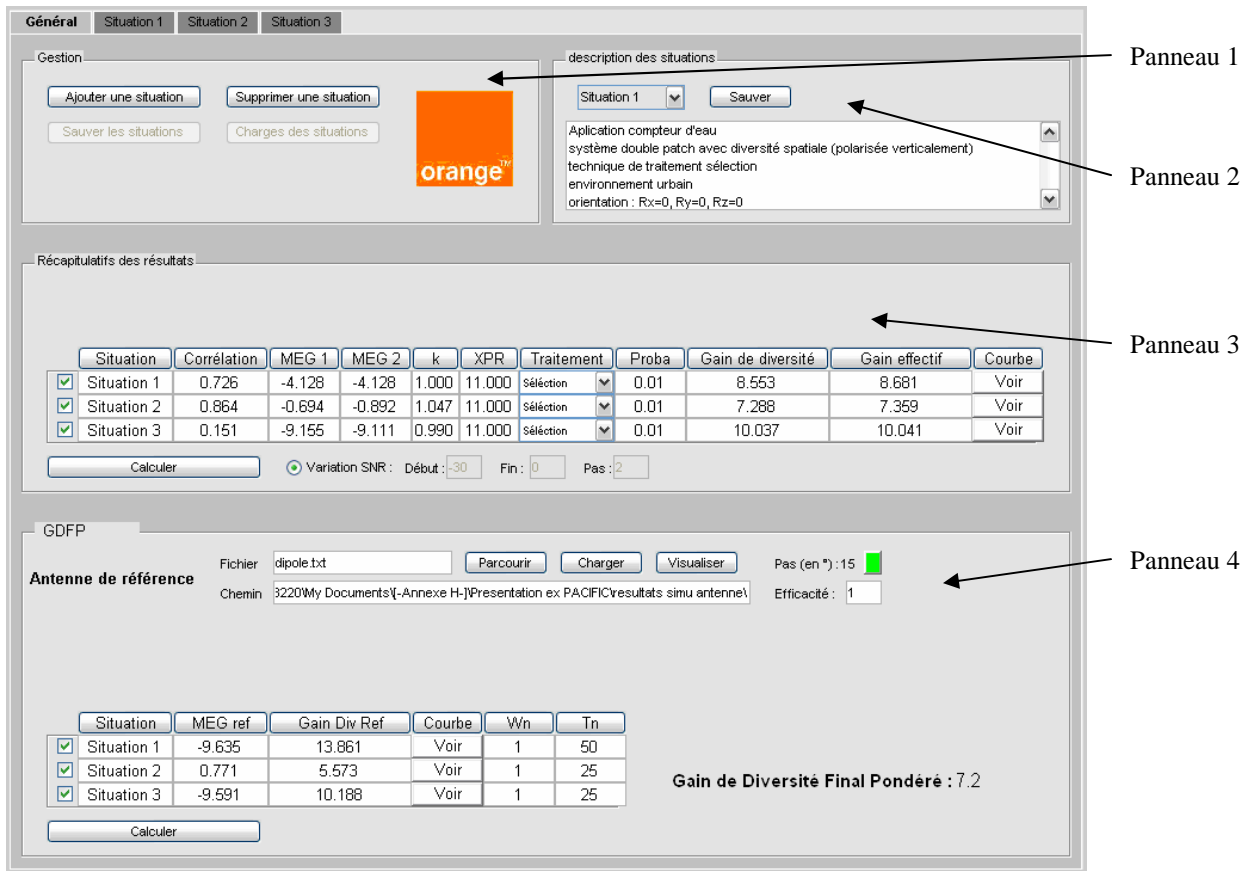 Général Situation 1 Situation 2 Situation 3
Gestion
Ajouter une situation Supprimer une situation
Sauver les situations Charges des situations
orange™
description des situations
Situation 1 Sauver
Aplication compteur d'eau
système double patch avec diversité spatiale (polarisée verticalement)
technique de traitement sélection
environnement urbain
orientation : Rx=0, Ry=0, Rz=0
Panneau 1
Panneau 2
Récapitulatifs des résultats
Panneau 3
Situation Corrélation MEG 1 MEG 2 k XPR Traitement Proba Gain de diversité Gain effectif Courbe
Situation 1 0.726 -4.128 -4.128 1.000 11.000 Séléction 0.01 8.553 8.681 Voir
Situation 2 0.864 -0.694 -0.892 1.047 11.000 Séléction 0.01 7.288 7.359 Voir
Situation 3 0.151 -9.155 -9.111 0.990 11.000 Séléction 0.01 10.037 10.041 Voir
Calculer Variation SNR : Début : -30 Fin : 0 Pas : 2
GDFP
Antenne de référence
Fichier dipole.txt Parcourir Charger Visualiser Pas (en °) : 15
Chemin 3220\My Documents\[-Annexe H-]\Presentation ex PACIFIC\resultats simu antenne\ Efficacité : 1
Panneau 4
Situation MEG ref Gain Div Ref Courbe Wn Tn
Situation 1 -9.635 13.861 Voir 1 50
Situation 2 0.771 5.573 Voir 1 25
Situation 3 -9.591 10.188 Voir 1 25
Gain de Diversité Final Pondéré : 7.2
Calculer